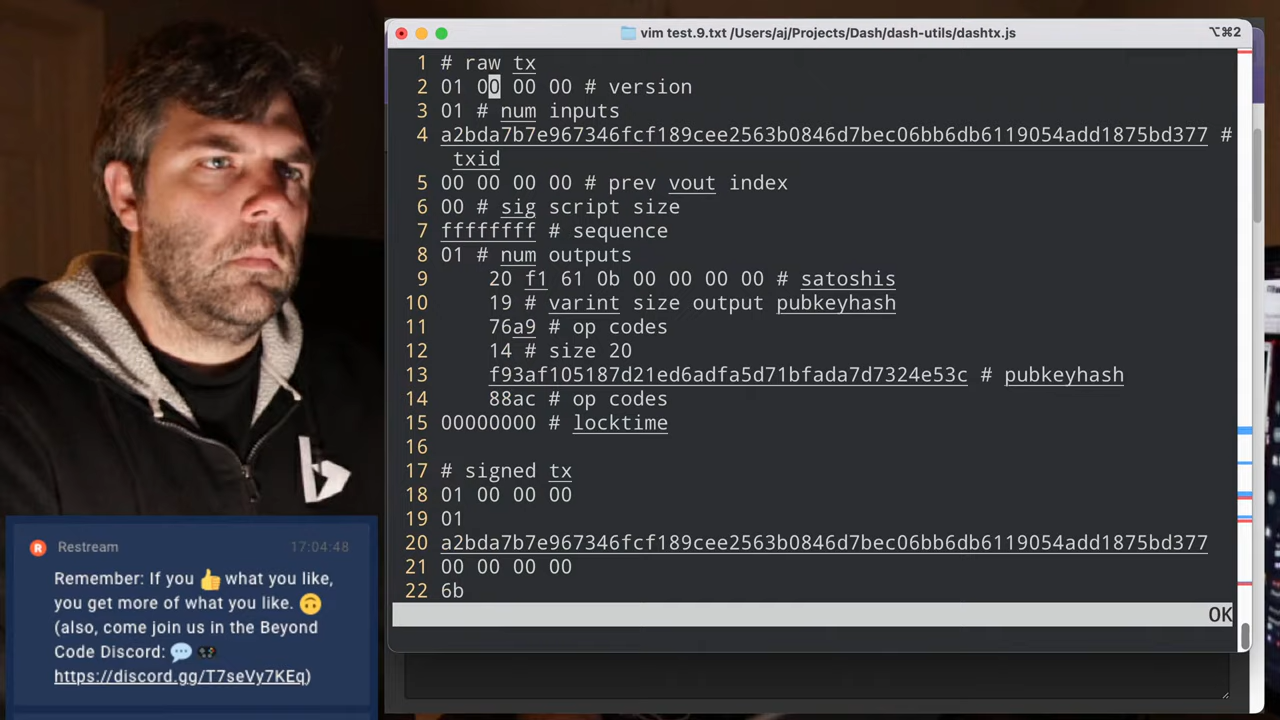 vim test.9.txt /Users/aj/Projects/Dash/dash-utils/dashtx.js
⌥⌘2
1 # raw tx
2 01 00 00 00 # version
3 01 # num inputs
4 a2bda7b7e967346fcf189cee2563b0846d7bec06bb6db6119054add1875bd377 #
txid
5 00 00 00 00 # prev vout index
6 00 # sig script size
7 ffffffff # sequence
8 01 # num outputs
9 20 f1 61 0b 00 00 00 00 # satoshis
10 19 # varint size output pubkeyhash
11 76a9 # op codes
12 14 # size 20
13 f93af105187d21ed6adfa5d71bfada7d7324e53c # pubkeyhash
14 88ac # op codes
15 00000000 # locktime
16
17 # signed tx
18 01 00 00 00
19 01
20 a2bda7b7e967346fcf189cee2563b0846d7bec06bb6db6119054add1875bd377
21 00 00 00 00
22 6b
OK
R Restream 17:04:48
Remember: If you 👍 what you like,
you get more of what you like. 🙃
(also, come join us in the Beyond
Code Discord: 💬 🎮
https://discord.gg/T7seVy7KEq)